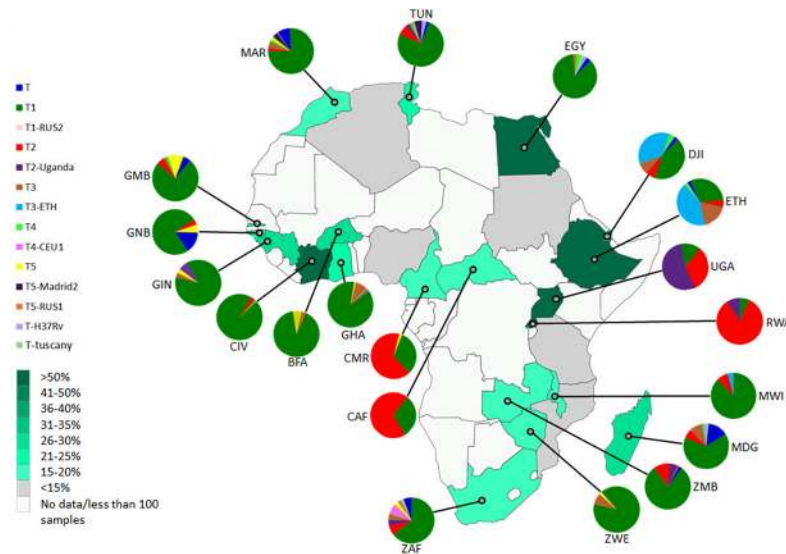 TUN
MAR
EGY
T
T1
T1-RUS2
T2
T2-Uganda
T3
T3-ETH
T4
T4-CEU1
T5
T5-Madrid2
T5-RUS1
T-H37Rv
T-tuscany
DJI
GMB
ETH
GNB
UGA
GIN
RWA
GHA
CIV
BFA
CMR
MWI
CAF
MDG
ZMB
ZWE
ZAF
>50%
41-50%
36-40%
31-35%
26-30%
21-25%
15-20%
<15%
No data/less than 100
samples